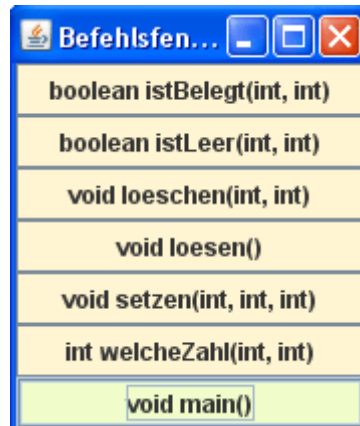 Befehlsfen...
boolean istBelegt(int, int)
boolean istLeer(int, int)
void loeschen(int, int)
void loesen()
void setzen(int, int, int)
int welcheZahl(int, int)
void main()